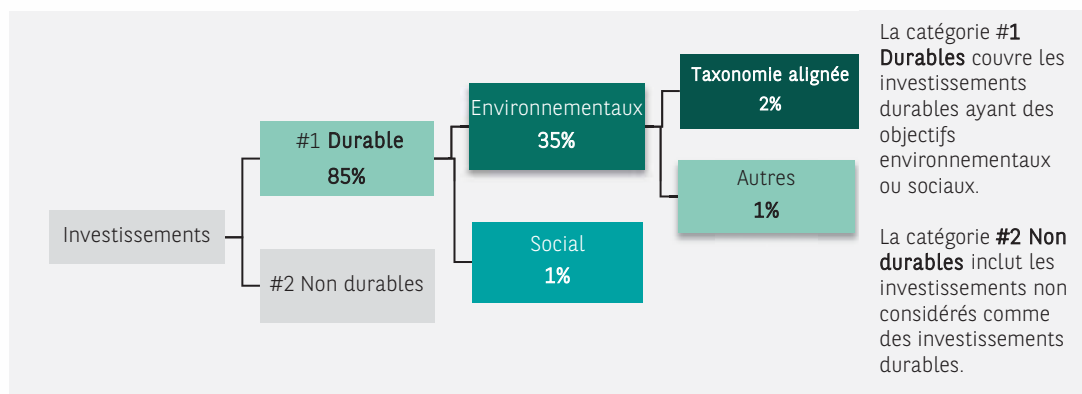 Investissements
#1 Durable
85%
#2 Non durables
Environnementaux
35%
Social
1%
Taxonomie alignée
2%
Autres
1%
La catégorie #1
Durables couvre les
investissements
durables ayant des
objectifs
environnementaux
ou sociaux.
La catégorie #2 Non
durables inclut les
investissements non
considérés comme
des investissements
durables.